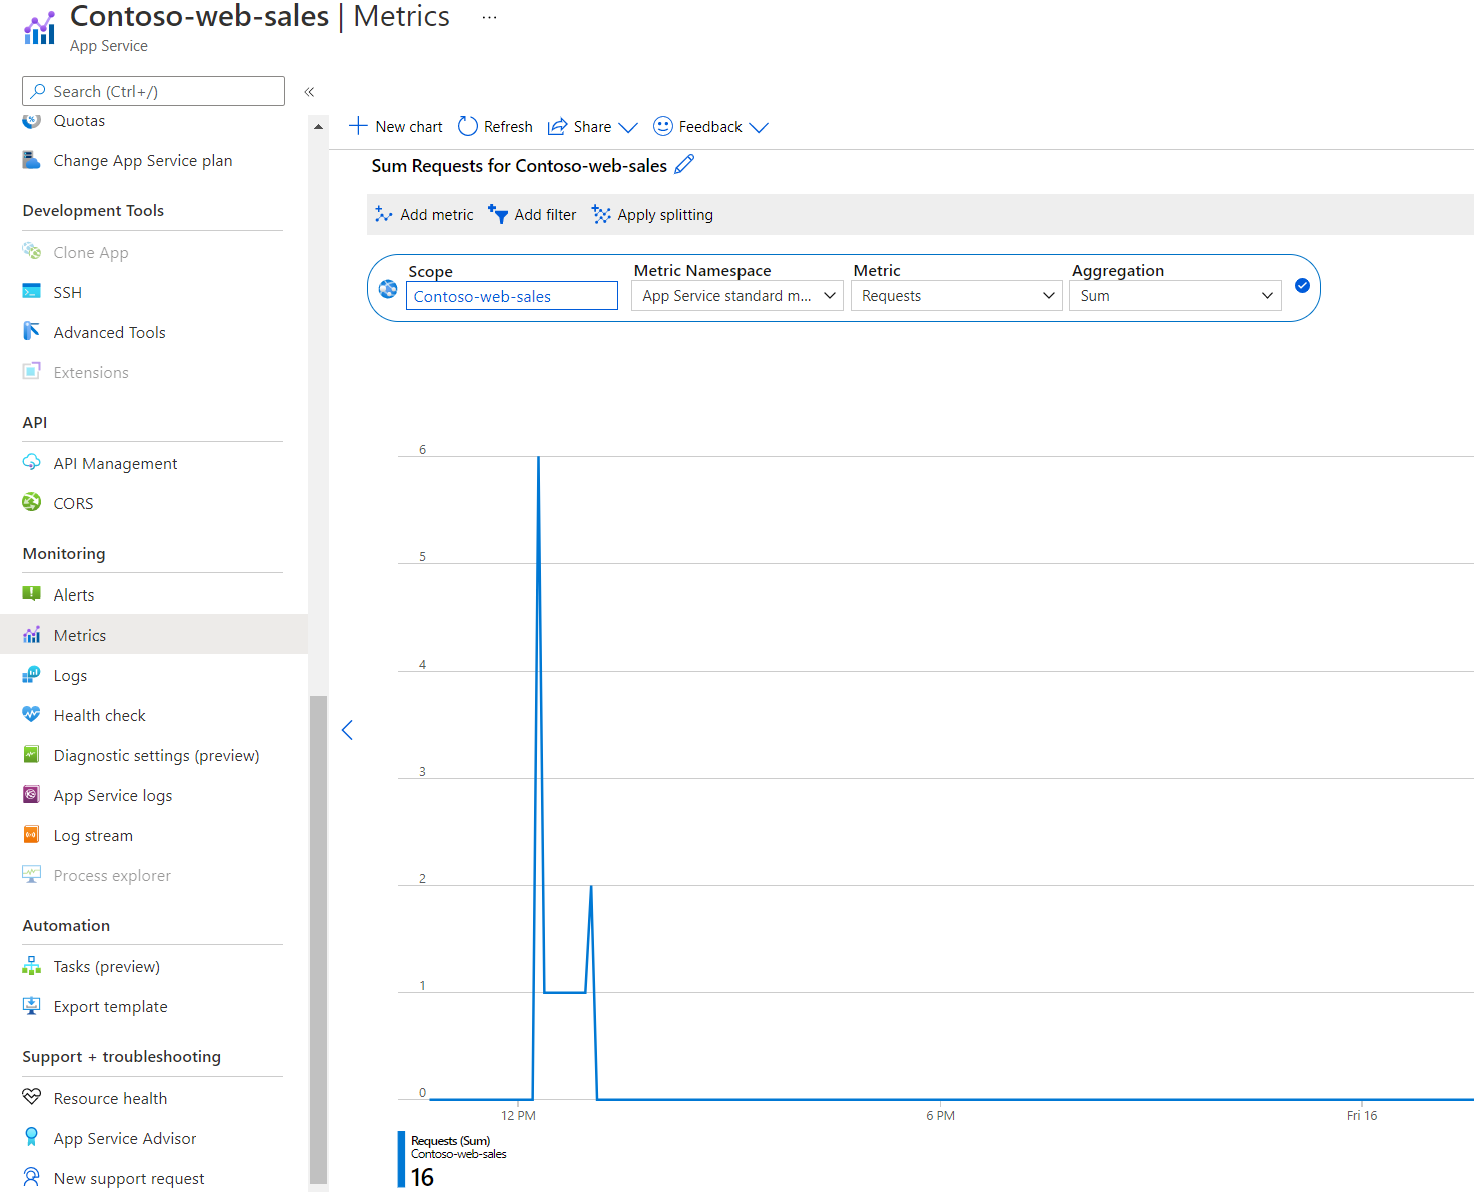 Contoso-web-sales | Metrics ...
App Service
Search (Ctrl+/)
«
Quotas
Change App Service plan
Development Tools
Clone App
SSH
Advanced Tools
Extensions
API
API Management
CORS
Monitoring
Alerts
Metrics
Logs
Health check
Diagnostic settings (preview)
App Service logs
Log stream
Process explorer
Automation
Tasks (preview)
Export template
Support + troubleshooting
Resource health
App Service Advisor
New support request
New chart Refresh Share Feedback
Sum Requests for Contoso-web-sales
Add metric Add filter Apply splitting
Scope Metric Namespace Metric Aggregation
Contoso-web-sales App Service standard m... Requests Sum
6
5
4
3
2
1
0
12 PM 6 PM Fri 16
Requests (Sum)
Contoso-web-sales
16